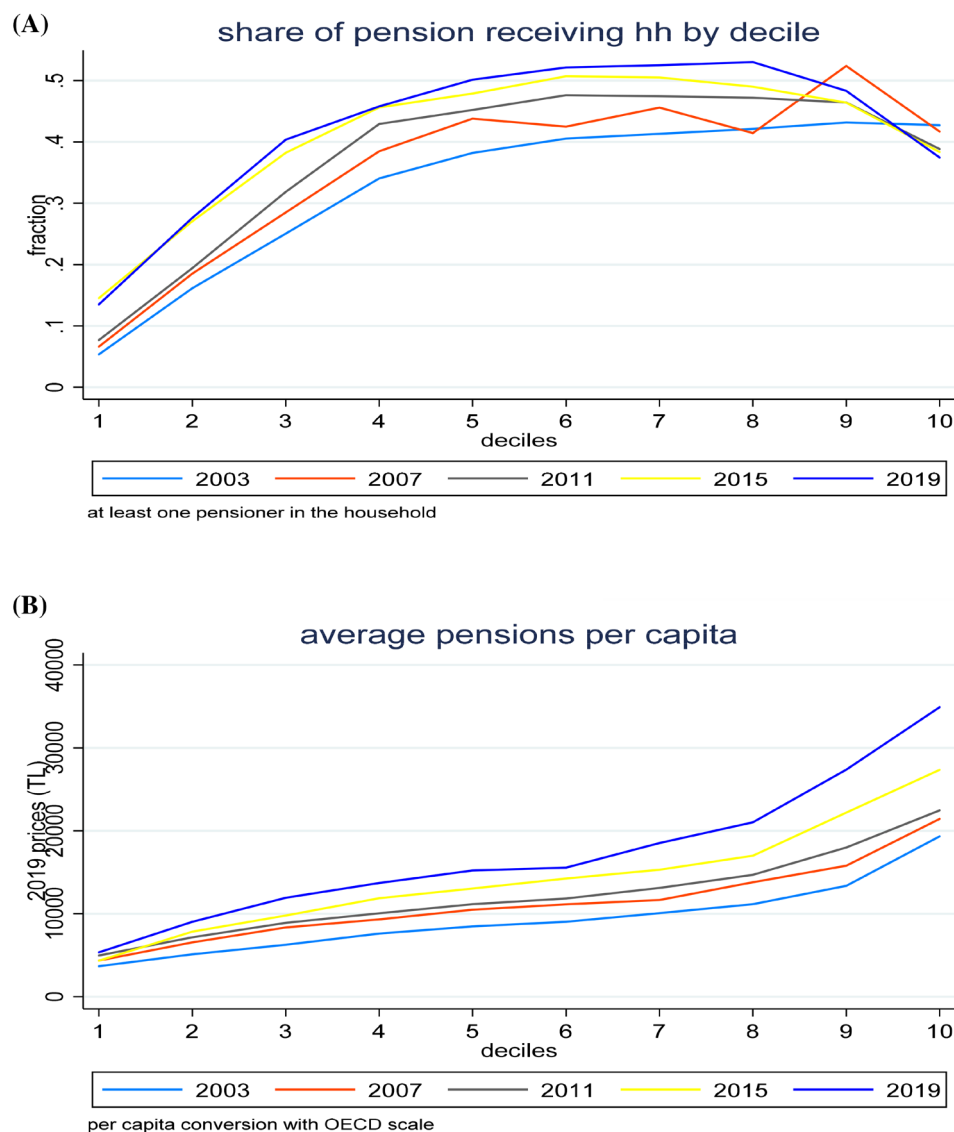 (A)
share of pension receiving hh by decile
fraction
.5
.4
.3
.2
.1
0
1 2 3 4 5 6 7 8 9 10
deciles
2003 2007 2011 2015 2019
at least one pensioner in the household
(B)
average pensions per capita
2019 prices (TL)
40000
30000
20000
10000
0
1 2 3 4 5 6 7 8 9 10
deciles
2003 2007 2011 2015 2019
per capita conversion with OECD scale